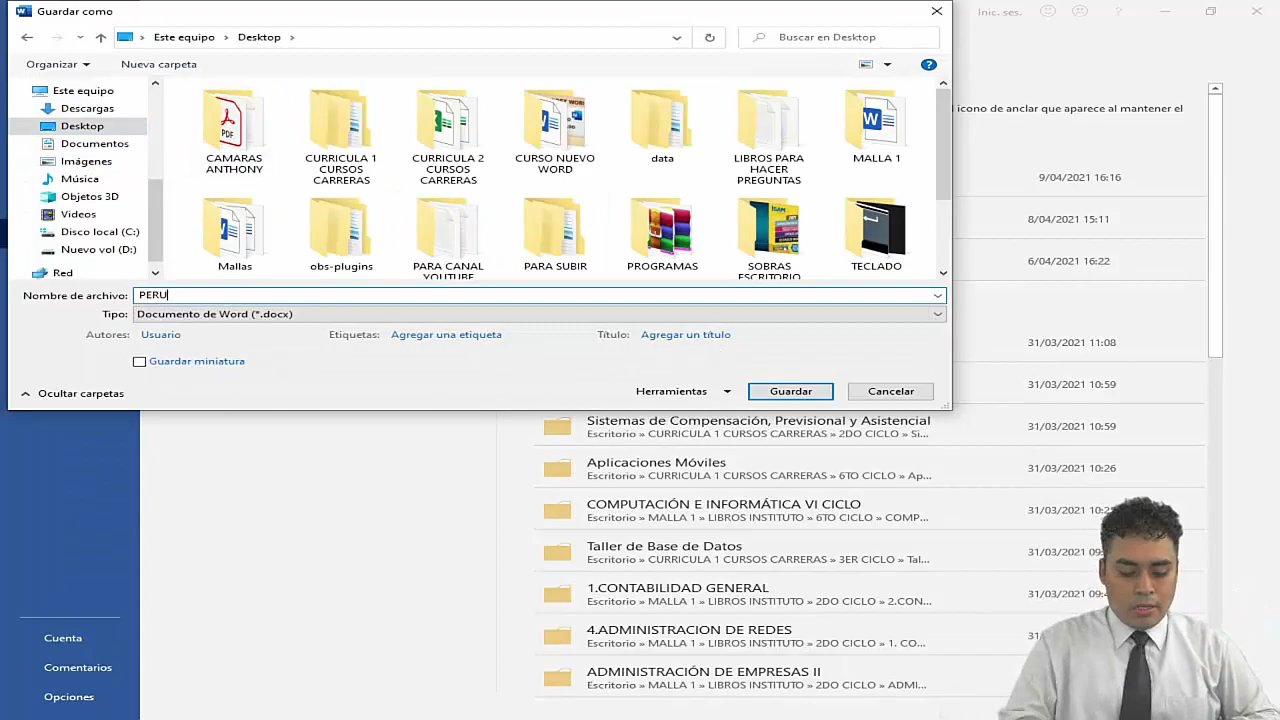 Guardar como
Inic. ses.
Este equipo > Desktop >
Buscar en Desktop
Organizar
Nueva carpeta
Este equipo
Descargas
Desktop
Documentos
Imágenes
Música
Objetos 3D
Videos
Disco local (C:)
Nuevo vol (D:)
Red
PDF
CAMARAS ANTHONY
CURRICULA 1 CURSOS CARRERAS
CURRICULA 2 CURSOS CARRERAS
CURSO NUEVO WORD
data
LIBROS PARA HACER PREGUNTAS
MALLA 1
Mallas
obs-plugins
PARA CANAL YOUTUBE
PARA SUBIR
PROGRAMAS
SOBRAS ESCRITORIO
TECLADO
Nombre de archivo: PERU
Tipo: Documento de Word (*.docx)
Autores: Usuario
Etiquetas: Agregar una etiqueta
Título: Agregar un título
Guardar miniatura
Ocultar carpetas
Herramientas
Guardar
Cancelar
icono de anclar que aparece al mantener el
9/04/2021 16:16
8/04/2021 15:11
6/04/2021 16:22
31/03/2021 11:08
31/03/2021 10:59
Sistemas de Compensación, Previsional y Asistencial
Escritorio » CURRICULA 1 CURSOS CARRERAS » 2DO CICLO » Si...
31/03/2021 10:59
Aplicaciones Móviles
Escritorio » CURRICULA 1 CURSOS CARRERAS » 6TO CICLO » Ap...
31/03/2021 10:26
COMPUTACIÓN E INFORMÁTICA VI CICLO
Escritorio » MALLA 1 » LIBROS INSTITUTO » 6TO CICLO » COMP...
31/03/2021
Taller de Base de Datos
Escritorio » CURRICULA 1 CURSOS CARRERAS » 3ER CICLO » Tal...
31/03/2021
1.CONTABILIDAD GENERAL
Escritorio » MALLA 1 » LIBROS INSTITUTO » 2DO CICLO » 2.CON...
31/03/2021
4.ADMINISTRACION DE REDES
Escritorio » MALLA 1 » LIBROS INSTITUTO » 2DO CICLO » 1. CO...
ADMINISTRACIÓN DE EMPRESAS II
Escritorio » MALLA 1 » LIBROS INSTITUTO » 2DO CICLO » ADMI...
Cuenta
Comentarios
Opciones